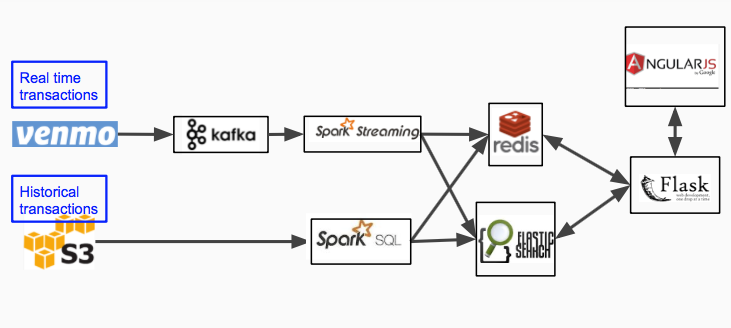 Real time
transactions
venmo
kafka
Spark Streaming
redis
ANGULARJS
by Google
Flask
web development,
one drop at a time
Historical
transactions
S3
Spark SQL
ELASTIC
SEARCH